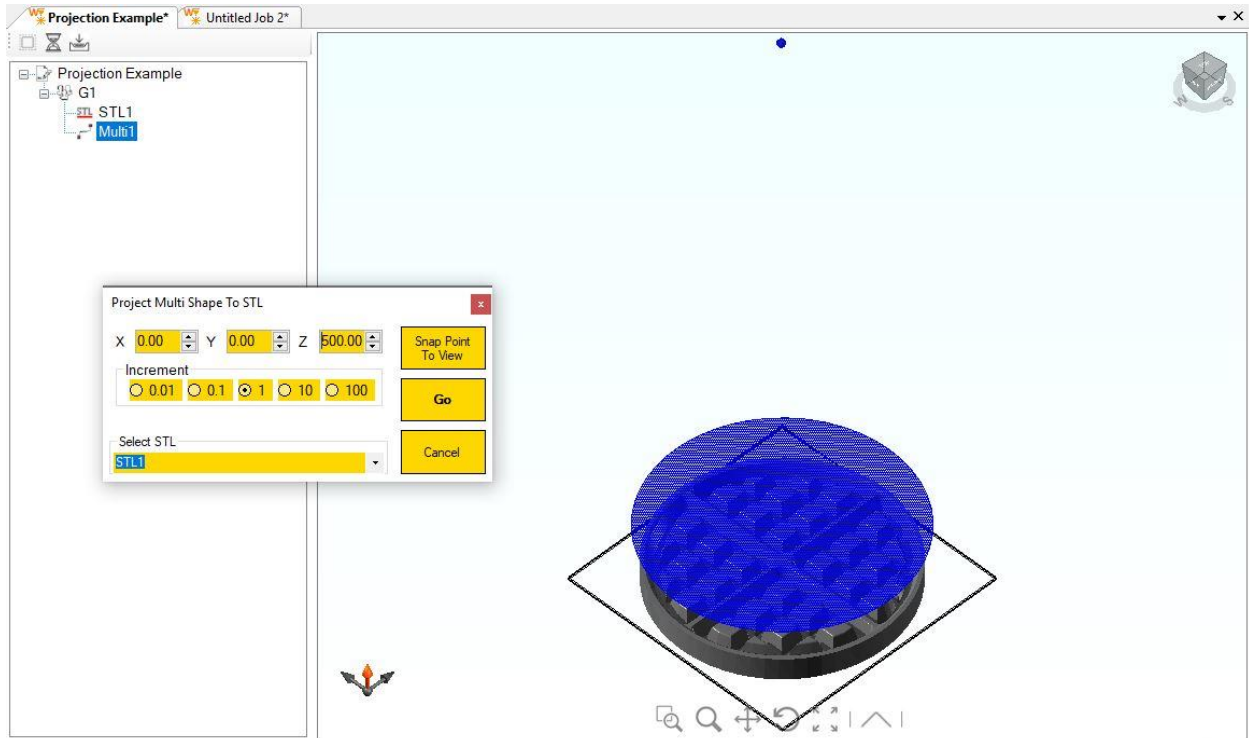 Projection Example* Untitled Job 2*
Projection Example
G1
STL STL1
Multi1
Project Multi Shape To STL
X 0.00 Y 0.00 Z 500.00
Snap Point
To View
Increment
0.01 0.1 1 10 100
Go
Select STL
STL1
Cancel
W S